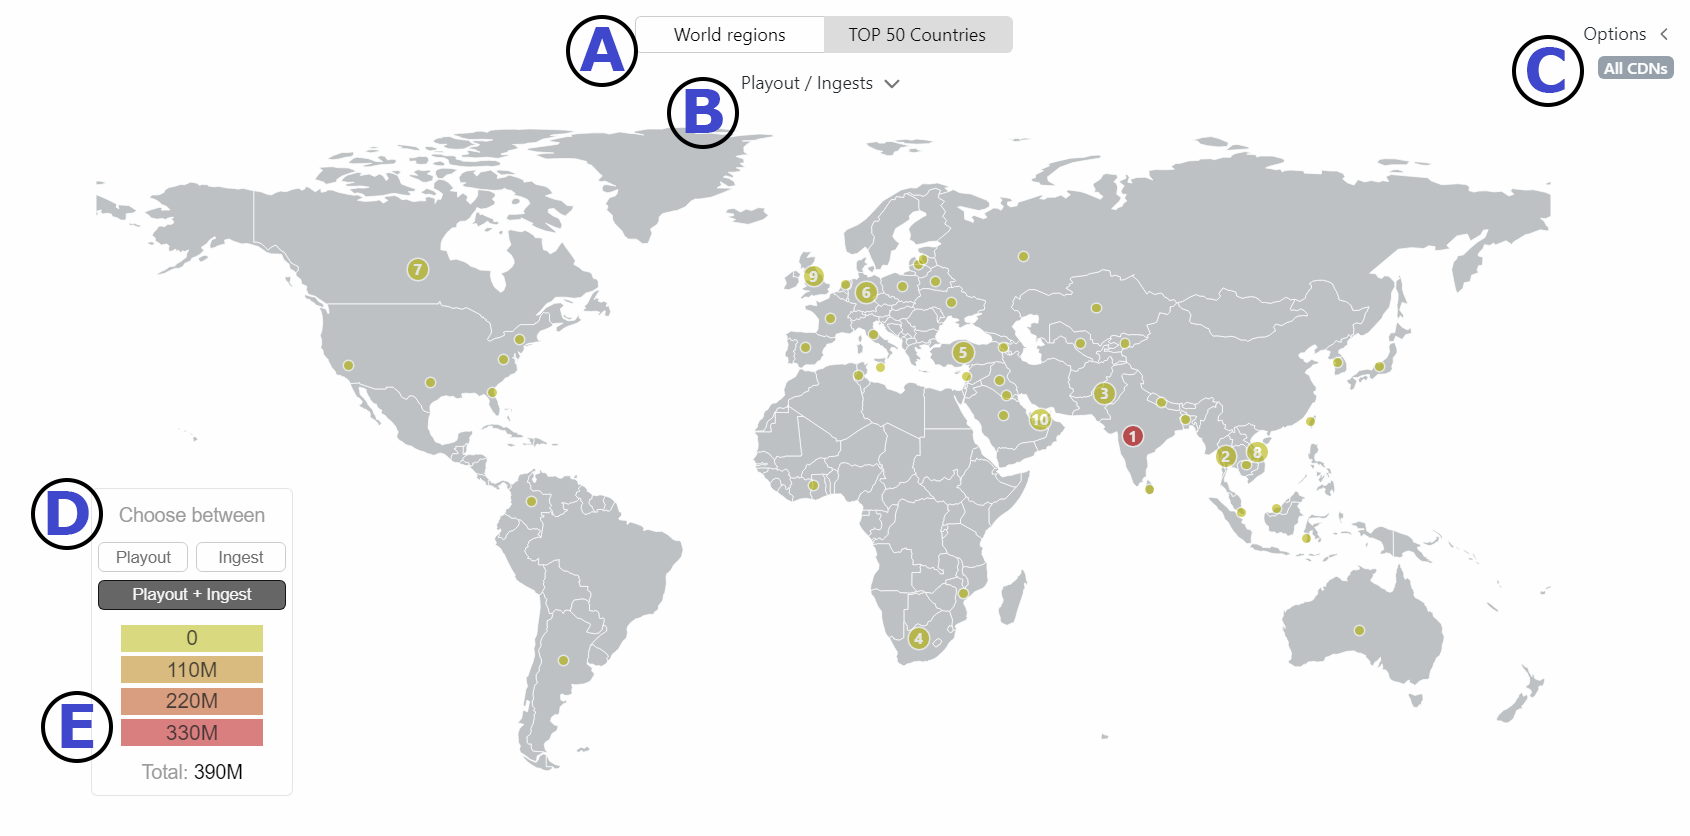 A
World regions
TOP 50 Countries
Options
C
All CDNs
B
Playout / Ingests
7
9
6
5
3
10
1
2
8
4
D
Choose between
Playout
Ingest
Playout + Ingest
0
110M
220M
E
330M
Total: 390M